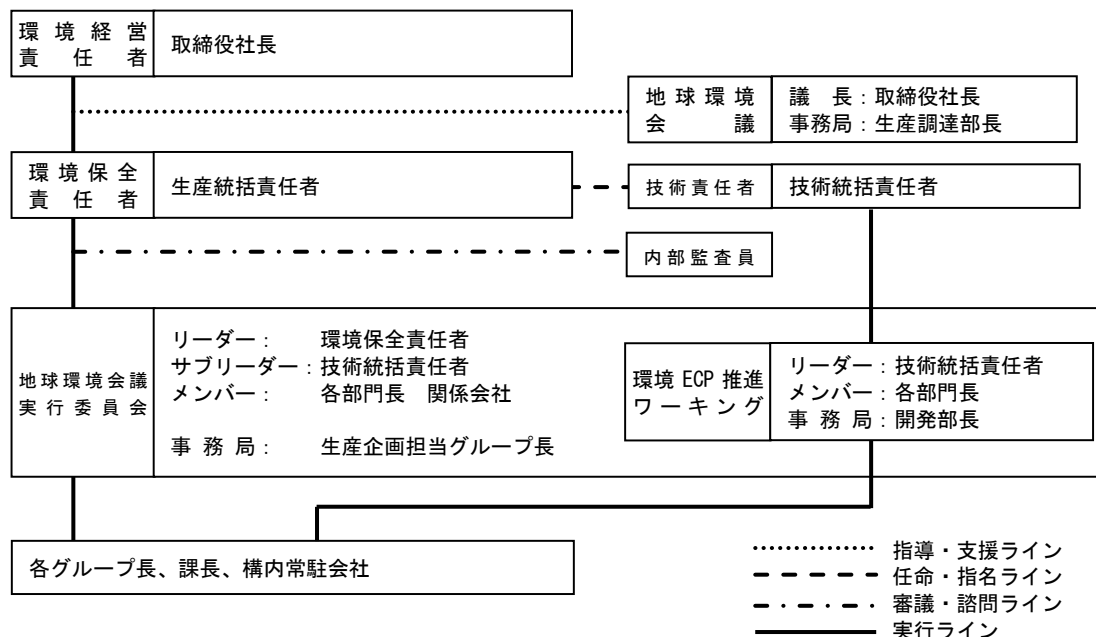 環境経営
責任者
取締役社長
地球環境
会議
議長：取締役社長
事務局：生産調達部長
環境保全
責任者
生産統括責任者
技術責任者
技術統括責任者
内部監査員
地球環境会議
実行委員会
リーダー： 環境保全責任者
サブリーダー：技術統括責任者
メンバー： 各部門長 関係会社
事務局： 生産企画担当グループ長
環境 ECP 推進
ワーキング
リーダー：技術統括責任者
メンバー：各部門長
事務局：開発部長
各グループ長、課長、構内常駐会社
指導・支援ライン
任命・指名ライン
審議・諮問ライン
実行ライン